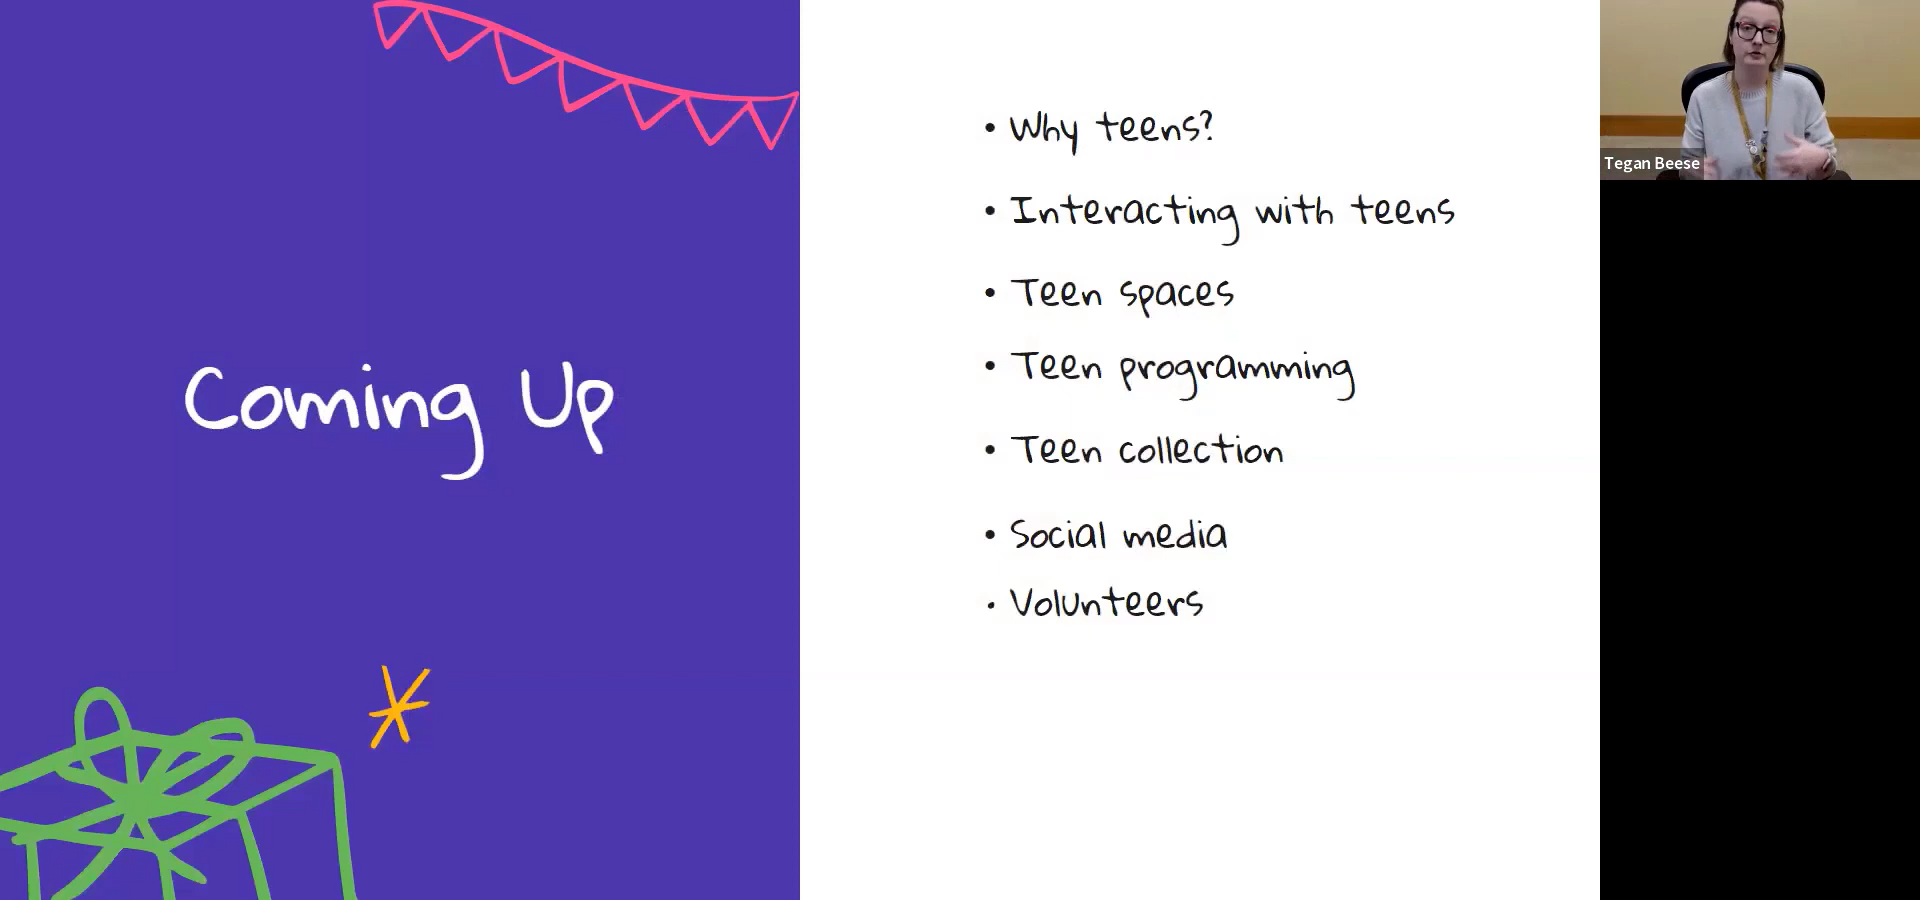 Coming Up
• Why teens?
• Interacting with teens
• Teen spaces
• Teen programming
• Teen collection
• Social media
• Volunteers
Tegan Beese